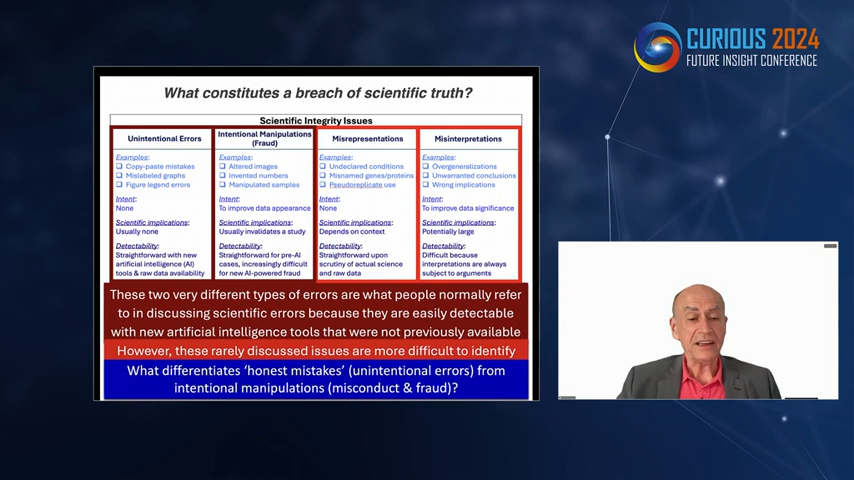 CURIOUS 2024
FUTURE INSIGHT CONFERENCE
What constitutes a breach of scientific truth?
Scientific Integrity Issues
Unintentional Errors
Examples:
Copy-paste mistakes
Mislabeled graphs
Figure legend errors
Intent:
None
Scientific implications:
Usually none
Detectability:
Straightforward with new
artificial intelligence (AI)
tools & raw data availability
Intentional Manipulations
(Fraud)
Examples:
Altered images
Invented numbers
Manipulated samples
Intent:
To improve data appearance
Scientific implications:
Usually invalidates a study
Detectability:
Straightforward for pre-AI
cases, increasingly difficult
for new AI-powered fraud
Misrepresentations
Examples:
Undeclared conditions
Misnamed genes/proteins
Pseudoreplicate use
Intent:
None
Scientific implications:
Depends on context
Detectability:
Straightforward upon
scrutiny of actual science
and raw data
Misinterpretations
Examples:
Overgeneralizations
Unwarranted conclusions
Wrong implications
Intent:
To improve data significance
Scientific implications:
Potentially large
Detectability:
Difficult because
interpretations are always
subject to arguments
These two very different types of errors are what people normally refer
to in discussing scientific errors because they are easily detectable
with new artificial intelligence tools that were not previously available
However, these rarely discussed issues are more difficult to identify
What differentiates ‘honest mistakes’ (unintentional errors) from
intentional manipulations (misconduct & fraud)?